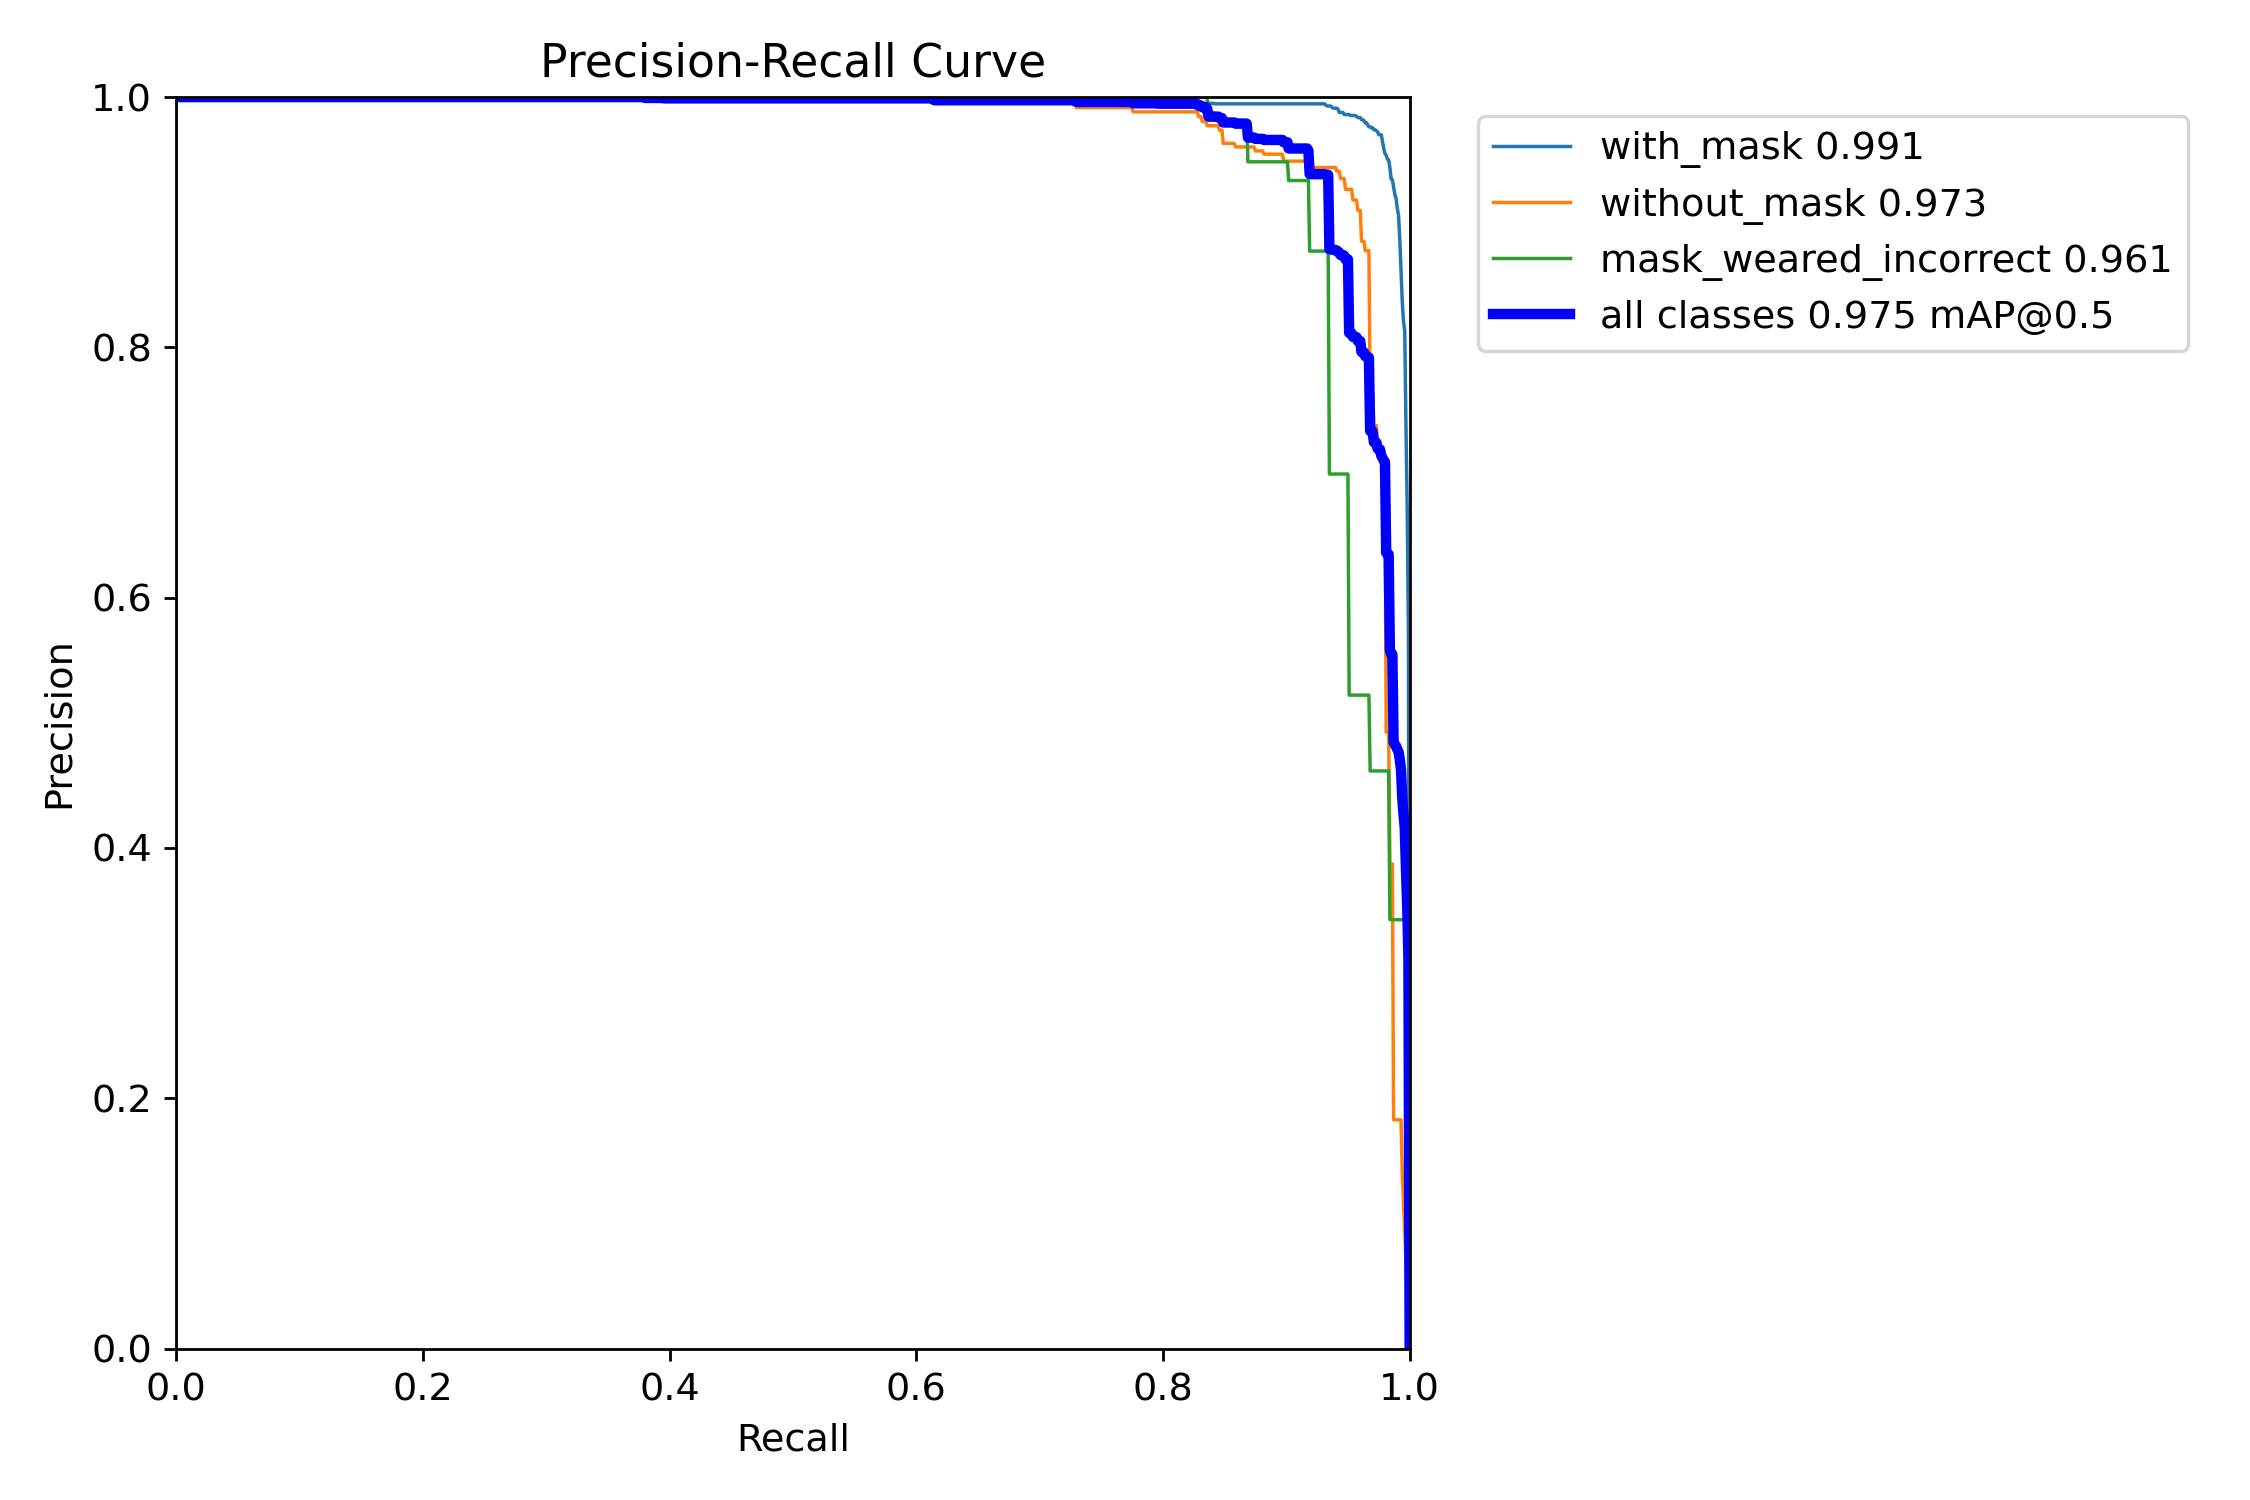 Precision-Recall Curve
1.0
0.8
0.6
0.4
0.2
0.0
Precision
0.0 0.2 0.4 0.6 0.8 1.0
Recall
with_mask 0.991
without_mask 0.973
mask_weared_incorrect 0.961
all classes 0.975 mAP@0.5